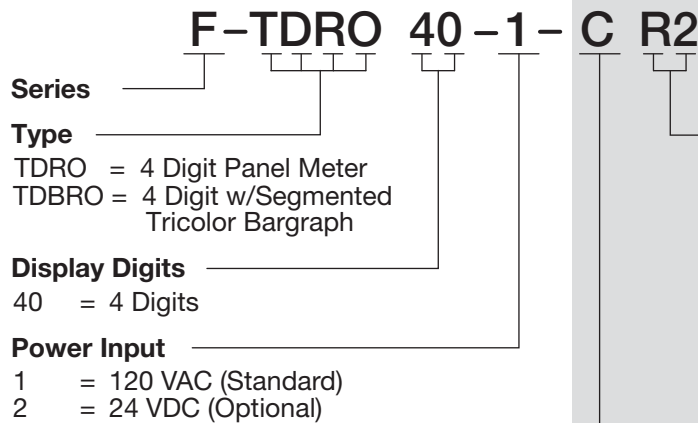 F-TDRO 40-1- C R2
Series
Type
TDRO = 4 Digit Panel Meter
TDBRO = 4 Digit w/Segmented
Tricolor Bargraph
Display Digits
40 = 4 Digits
Power Input
1 = 120 VAC (Standard)
2 = 24 VDC (Optional)